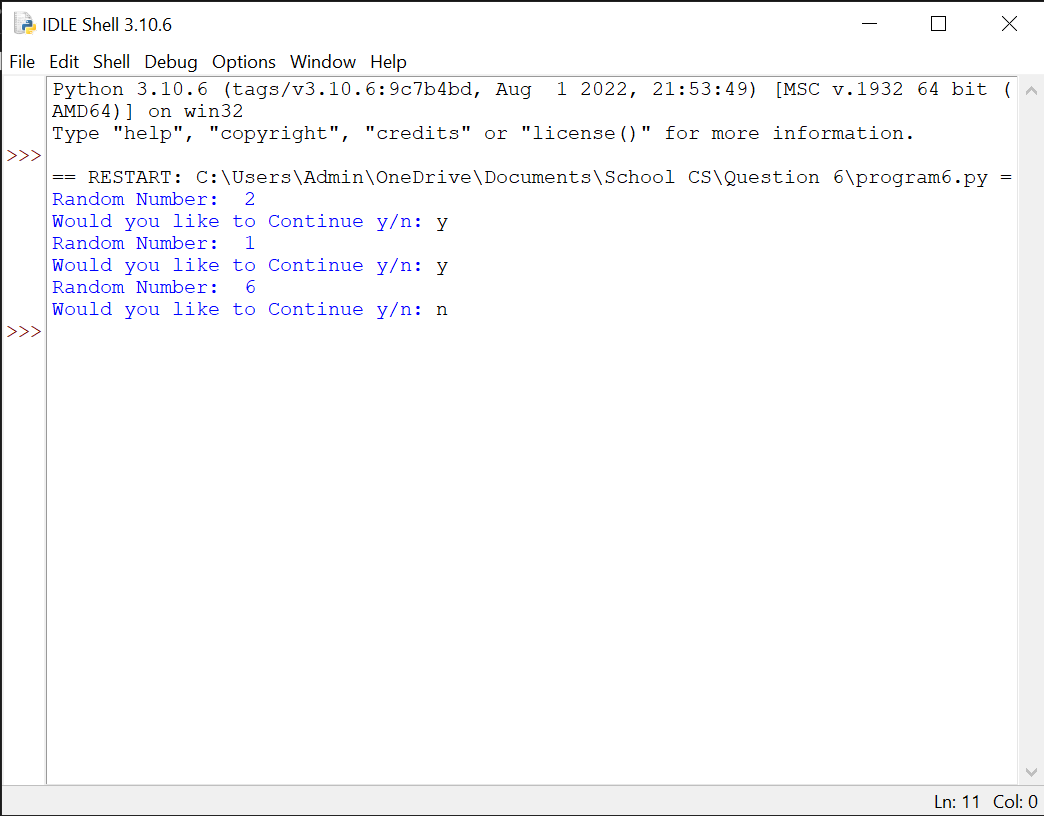 IDLE Shell 3.10.6
File Edit Shell Debug Options Window Help
Python 3.10.6 (tags/v3.10.6:9c7b4bd, Aug  1 2022, 21:53:49) [MSC v.1932 64 bit (
AMD64)] on win32
Type "help", "copyright", "credits" or "license()" for more information.
>>>
== RESTART: C:\Users\Admin\OneDrive\Documents\School CS\Question 6\program6.py =
Random Number:  2
Would you like to Continue y/n: y
Random Number:  1
Would you like to Continue y/n: y
Random Number:  6
Would you like to Continue y/n: n
>>>
Ln: 11 Col: 0